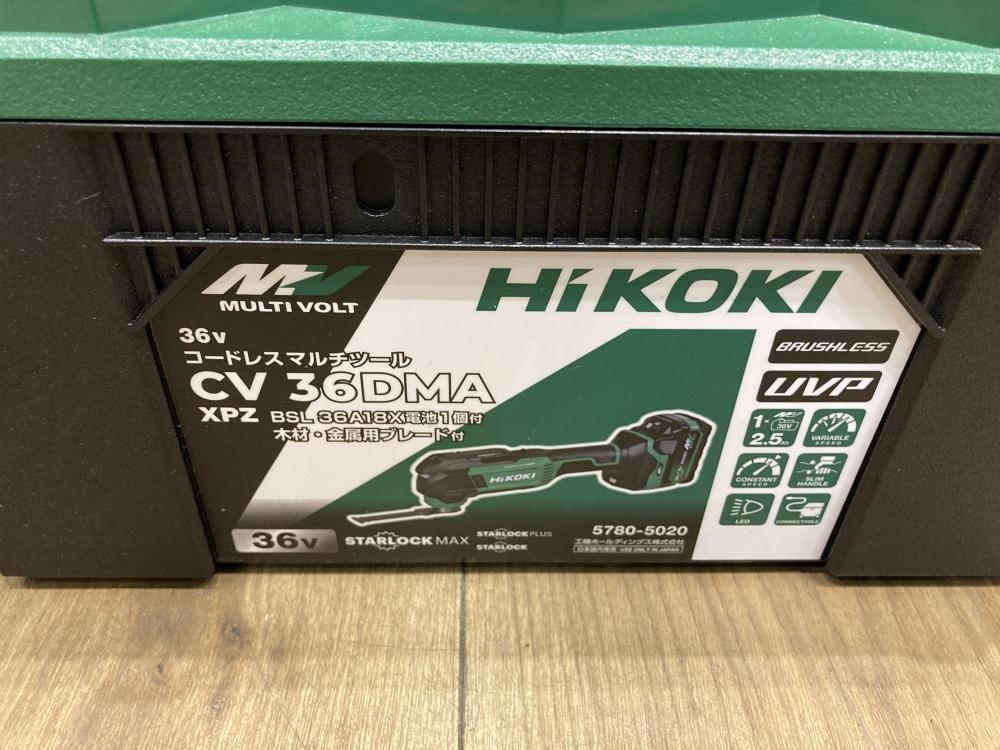 MV
MULTI VOLT
HiKOKI
36V
コードレスマルチツール
CV 36DMA
XPZ BSL 36A18X電池1個付
木材・金属用ブレード付
BRUSHLESS
UVP
1× MV 36V
2.5Ah
VARIABLE
SPEED
CONSTANT
SPEED
SLIM
HANDLE
LED
CONNECTABLE
HiKOKI
36V
STARLOCK MAX
STARLOCK PLUS
STARLOCK
5780-5020
工機ホールディングス株式会社
日本国内専用 USE ONLY IN JAPAN